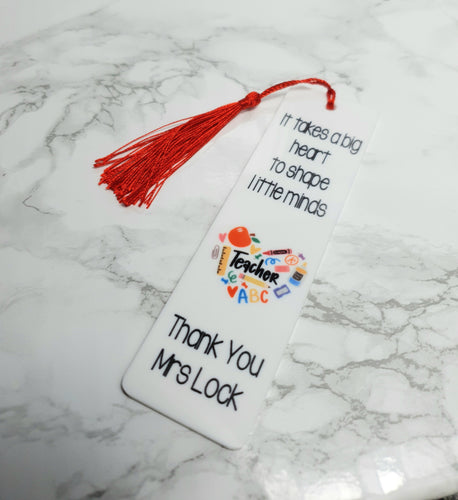 it takes a big
heart
to shape
little minds
Teacher
ABC
Thank You
Mrs Lock